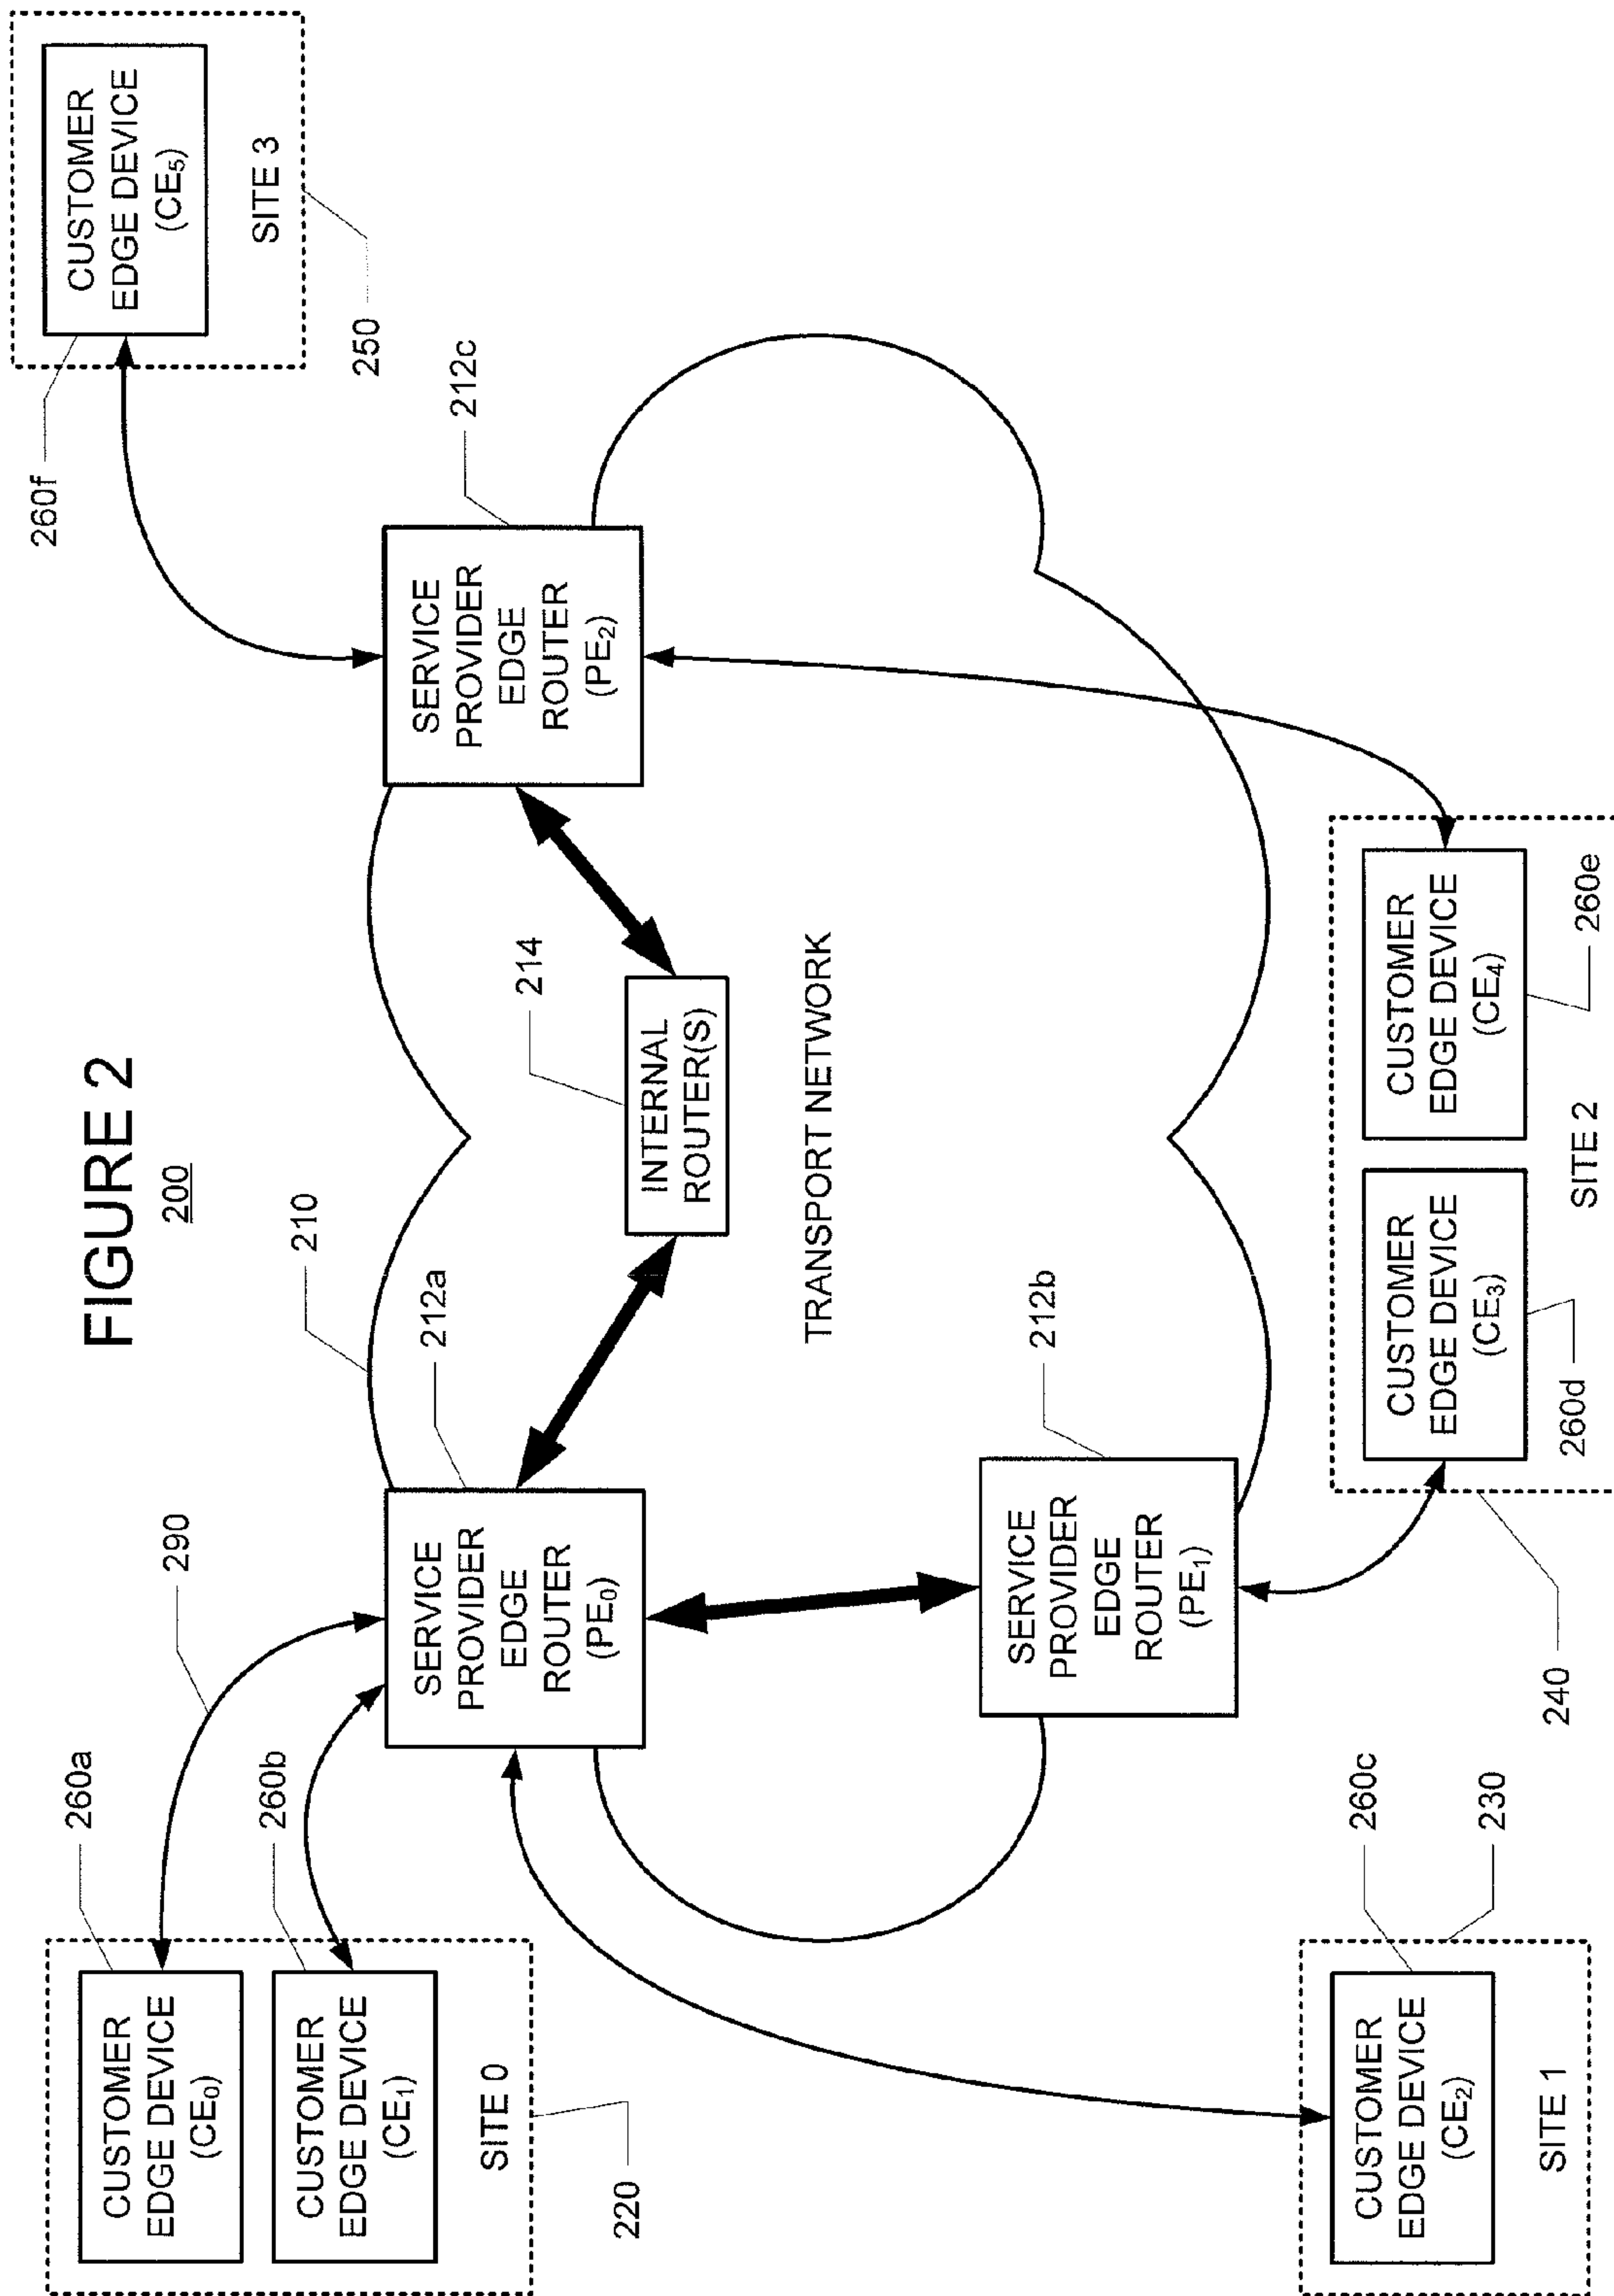 FIGURE 2
200
260a
CUSTOMER
EDGE DEVICE
(CE₀)
260b
CUSTOMER
EDGE DEVICE
(CE₁)
SITE 0
220
290
210
212a
SERVICE
PROVIDER
EDGE
ROUTER
(PE₀)
214
INTERNAL
ROUTER(S)
212c
SERVICE
PROVIDER
EDGE
ROUTER
(PE₂)
260f
CUSTOMER
EDGE DEVICE
(CE₅)
SITE 3
250
TRANSPORT NETWORK
212b
SERVICE
PROVIDER
EDGE
ROUTER
(PE₁)
260c
CUSTOMER
EDGE DEVICE
(CE₂)
230
SITE 1
240
CUSTOMER
EDGE DEVICE
(CE₃)
260d
CUSTOMER
EDGE DEVICE
(CE₄)
260e
SITE 2